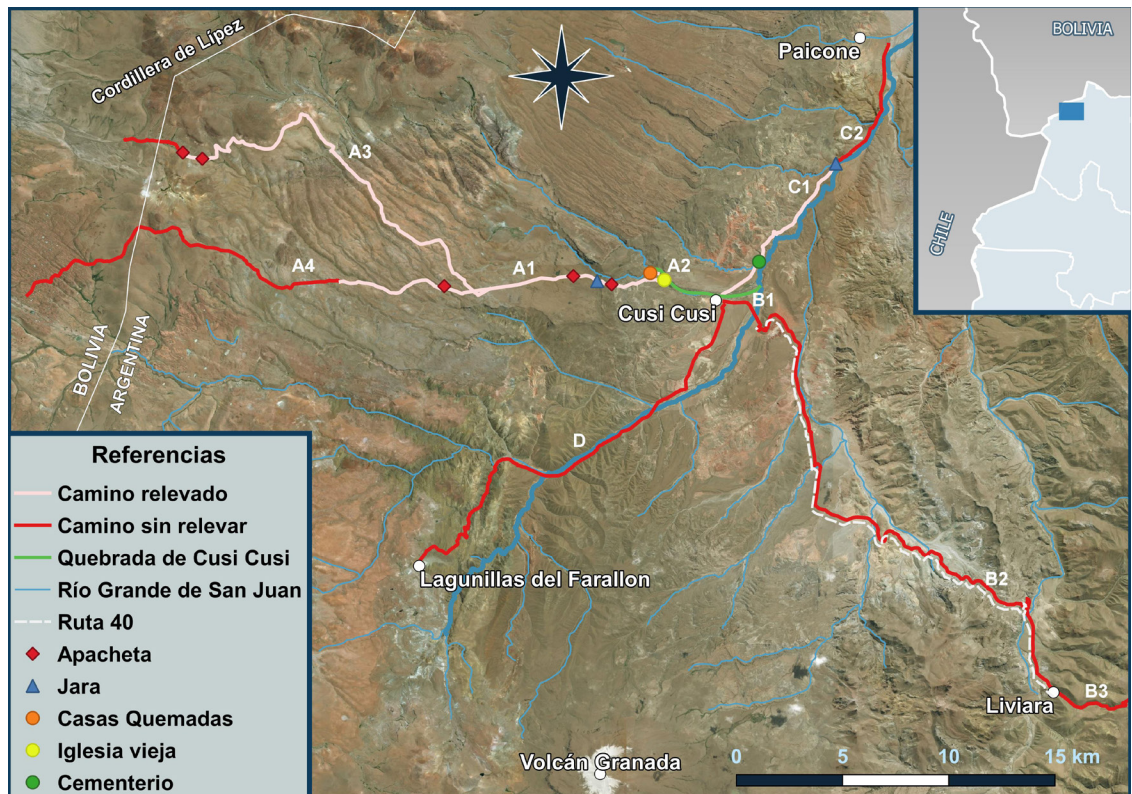 Cordillera de Lípez
Paicone
BOLIVIA
CHILE
A3
C2
C1
A4
A1
A2
Cusi Cusi
B1
BOLIVIA
ARGENTINA
D
Lagunillas del Farallon
B2
Liviara
B3
Volcán Granada
Referencias
Camino relevado
Camino sin relevar
Quebrada de Cusi Cusi
Río Grande de San Juan
Ruta 40
Apacheta
Jara
Casas Quemadas
Iglesia vieja
Cementerio
0 5 10 15 km